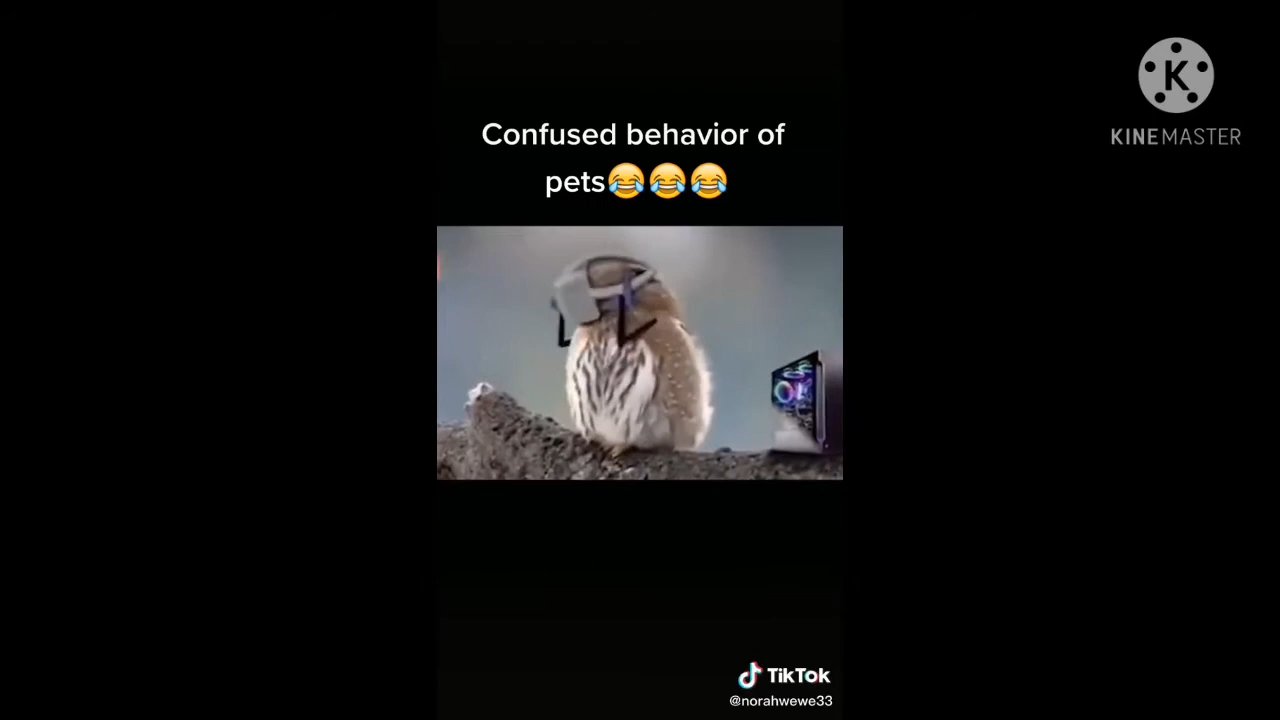 Confused behavior of
pets😂😂😂
K
KINEMASTER
TikTok
@norahwewe33